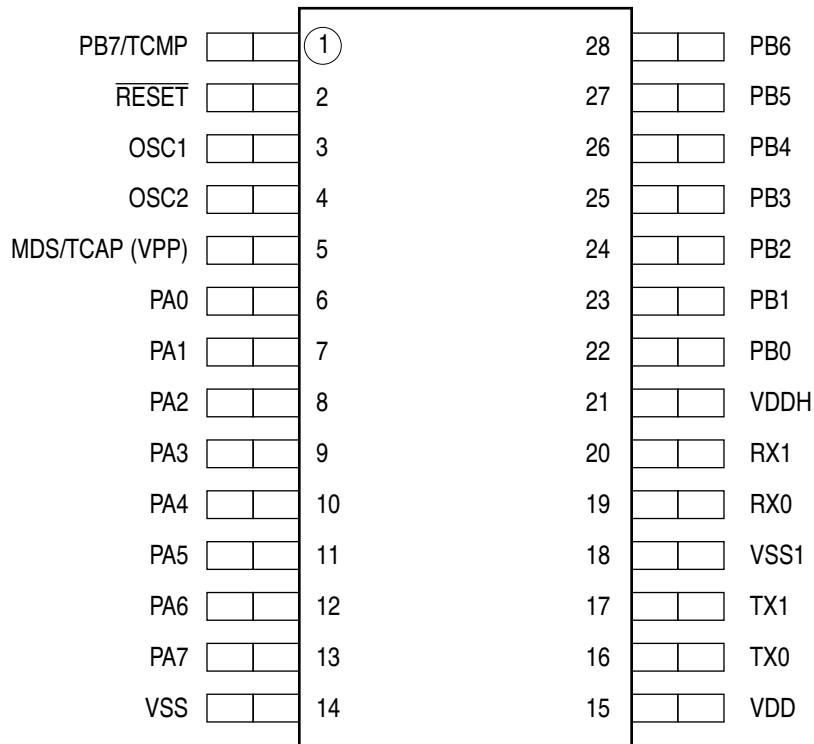 PB7/TCMP 1 28 PB6
RESET 2 27 PB5
OSC1 3 26 PB4
OSC2 4 25 PB3
MDS/TCAP (VPP) 5 24 PB2
PA0 6 23 PB1
PA1 7 22 PB0
PA2 8 21 VDDH
PA3 9 20 RX1
PA4 10 19 RX0
PA5 11 18 VSS1
PA6 12 17 TX1
PA7 13 16 TX0
VSS 14 15 VDD